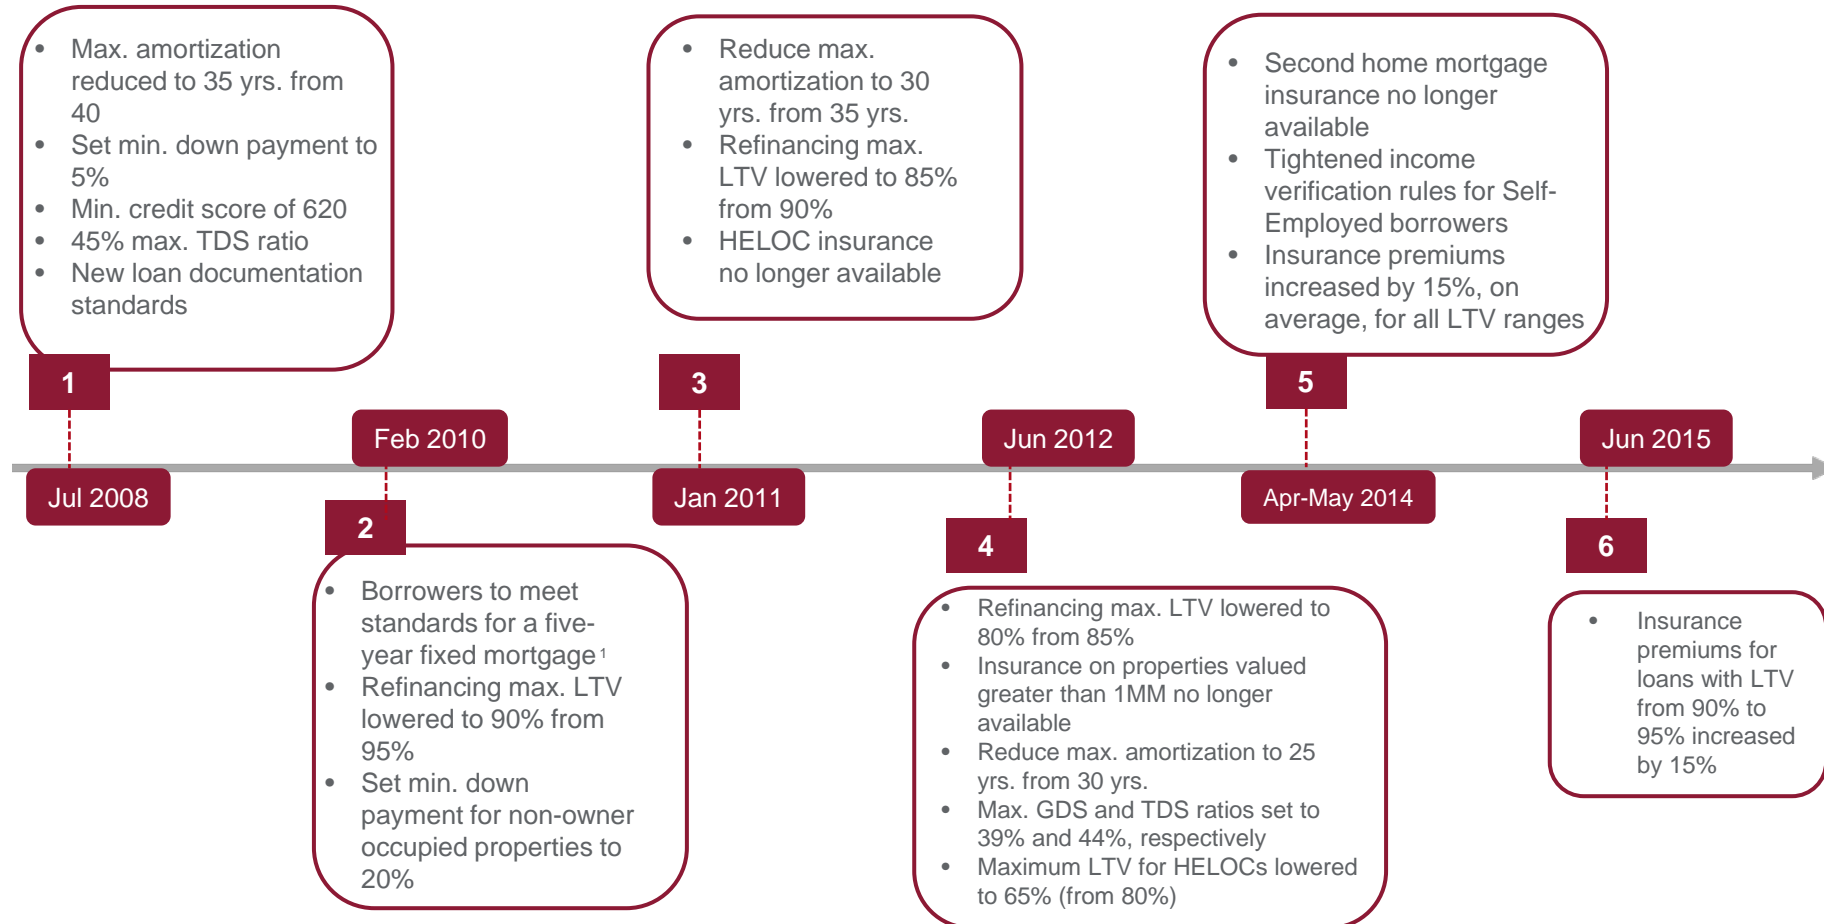 • Max. amortization
reduced to 35 yrs. from
40
• Set min. down payment to
5%
• Min. credit score of 620
• 45% max. TDS ratio
• New loan documentation
standards
1
Jul 2008
Feb 2010
2
• Borrowers to meet
standards for a five-
year fixed mortgage¹
• Refinancing max. LTV
lowered to 90% from
95%
• Set min. down
payment for non-owner
occupied properties to
20%
• Reduce max.
amortization to 30
yrs. from 35 yrs.
• Refinancing max.
LTV lowered to 85%
from 90%
• HELOC insurance
no longer available
3
Jan 2011
Jun 2012
4
• Refinancing max. LTV lowered to
80% from 85%
• Insurance on properties valued
greater than 1MM no longer
available
• Reduce max. amortization to 25
yrs. from 30 yrs.
• Max. GDS and TDS ratios set to
39% and 44%, respectively
• Maximum LTV for HELOCs lowered
to 65% (from 80%)
• Second home mortgage
insurance no longer
available
• Tightened income
verification rules for Self-
Employed borrowers
• Insurance premiums
increased by 15%, on
average, for all LTV ranges
5
Apr-May 2014
Jun 2015
6
• Insurance
premiums for
loans with LTV
from 90% to
95% increased
by 15%